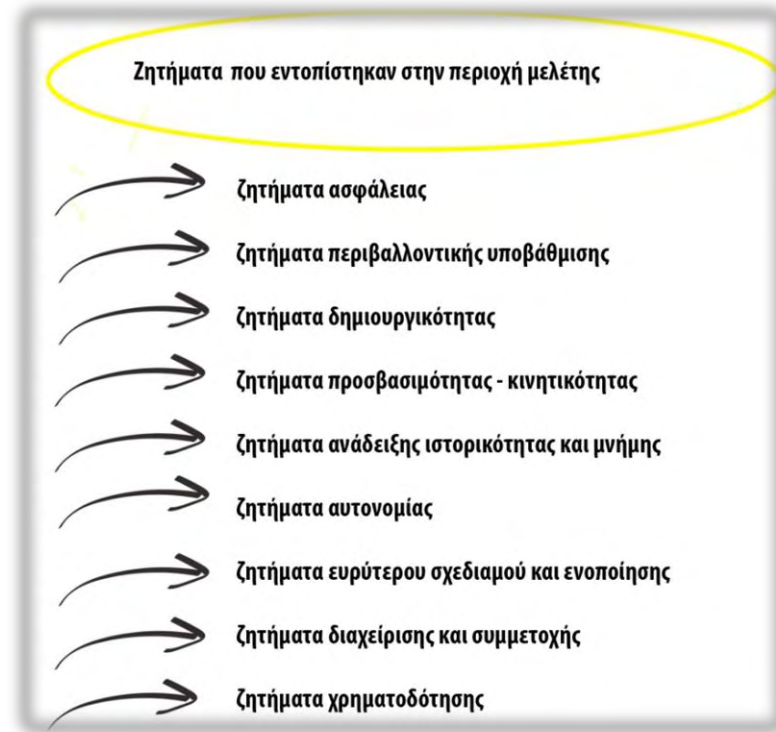 Ζητήματα που εντοπίστηκαν στην περιοχή μελέτης
ζητήματα ασφάλειας
ζητήματα περιβαλλοντικής υποβάθμισης
ζητήματα δημιουργικότητας
ζητήματα προσβασιμότητας - κινητικότητας
ζητήματα ανάδειξης ιστορικότητας και μνήμης
ζητήματα αυτονομίας
ζητήματα ευρύτερου σχεδιαμού και ενοποίησης
ζητήματα διαχείρισης και συμμετοχής
ζητήματα χρηματοδότησης